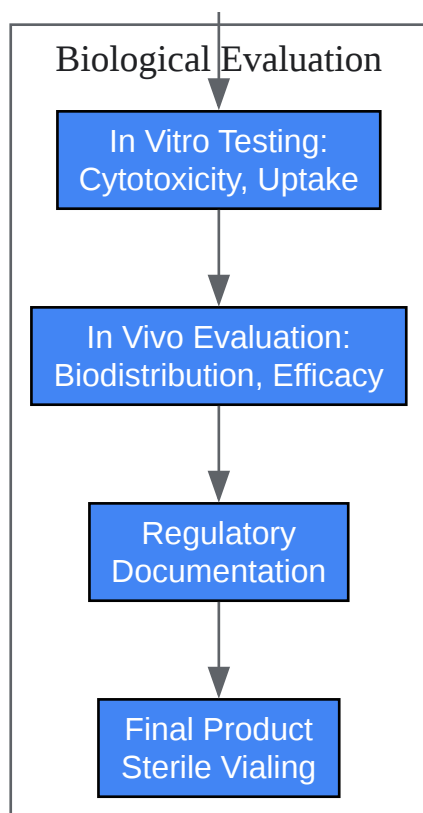 Biological Evaluation
In Vitro Testing:
Cytotoxicity, Uptake
In Vivo Evaluation:
Biodistribution, Efficacy
Regulatory
Documentation
Final Product
Sterile Vialing